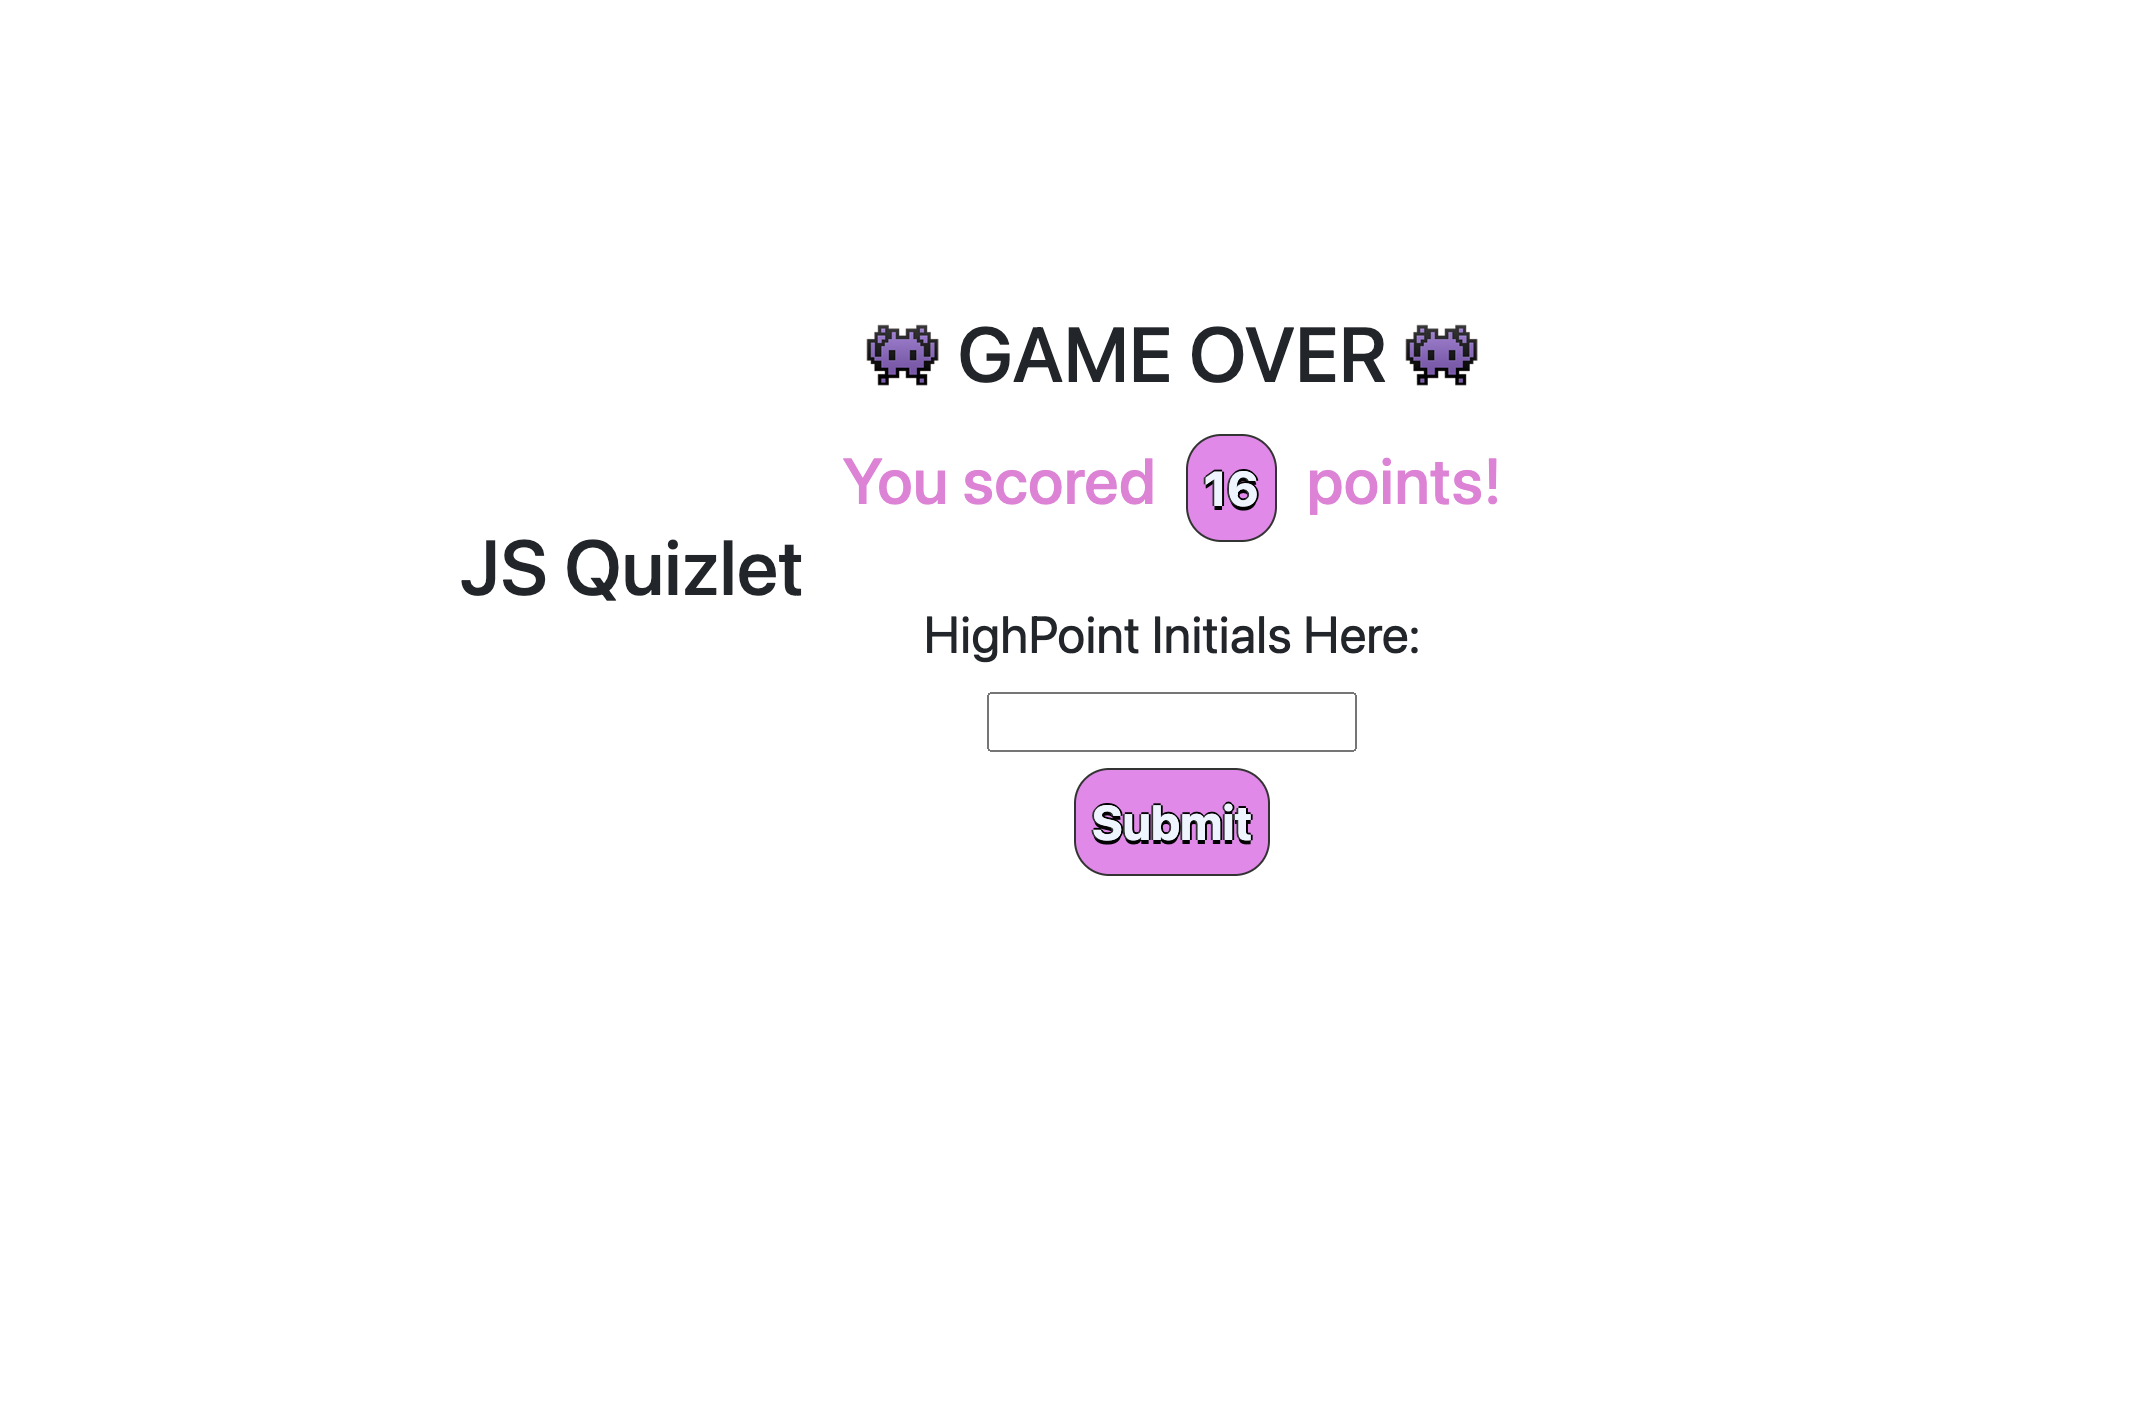 JS Quizlet
👾 GAME OVER 👾
You scored 16 points!
HighPoint Initials Here:
Submit